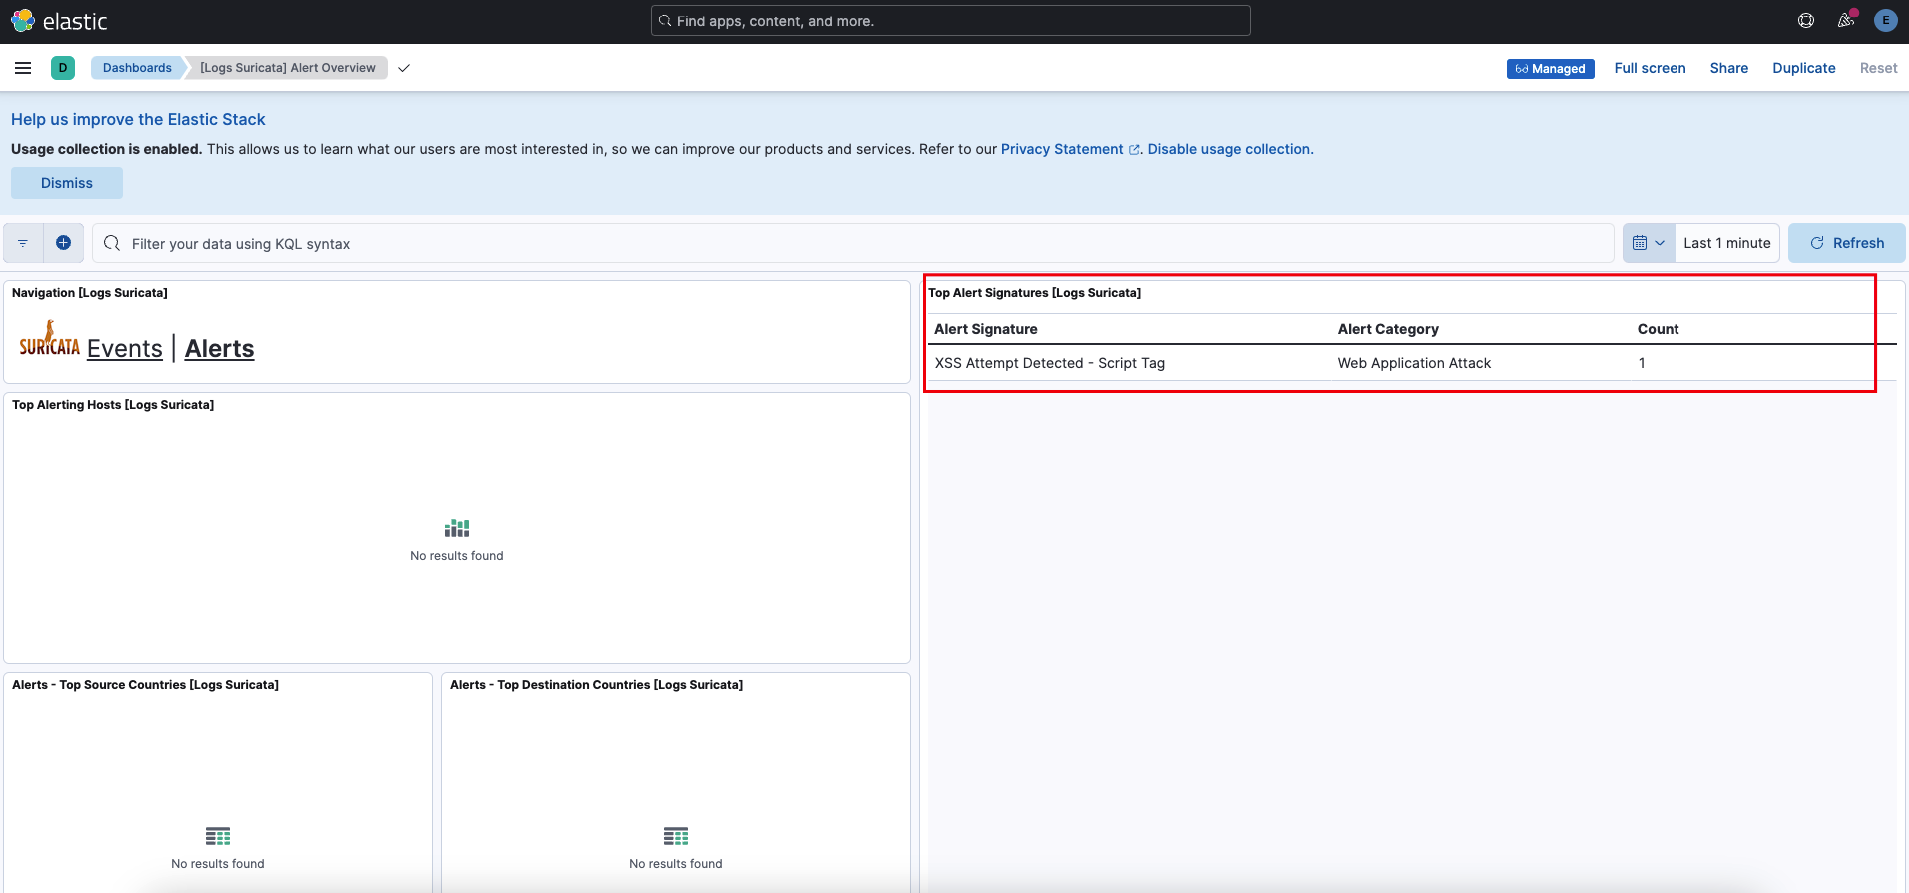 elastic
Find apps, content, and more.
E
D
Dashboards
[Logs Suricata] Alert Overview
Managed
Full screen
Share
Duplicate
Reset
Help us improve the Elastic Stack
Usage collection is enabled. This allows us to learn what our users are most interested in, so we can improve our products and services. Refer to our Privacy Statement. Disable usage collection.
Dismiss
Filter your data using KQL syntax
Last 1 minute
Refresh
Navigation [Logs Suricata]
SURICATA
Events | Alerts
Top Alerting Hosts [Logs Suricata]
No results found
Alerts - Top Source Countries [Logs Suricata]
No results found
Alerts - Top Destination Countries [Logs Suricata]
No results found
Top Alert Signatures [Logs Suricata]
Alert Signature Alert Category Count
XSS Attempt Detected - Script Tag Web Application Attack 1